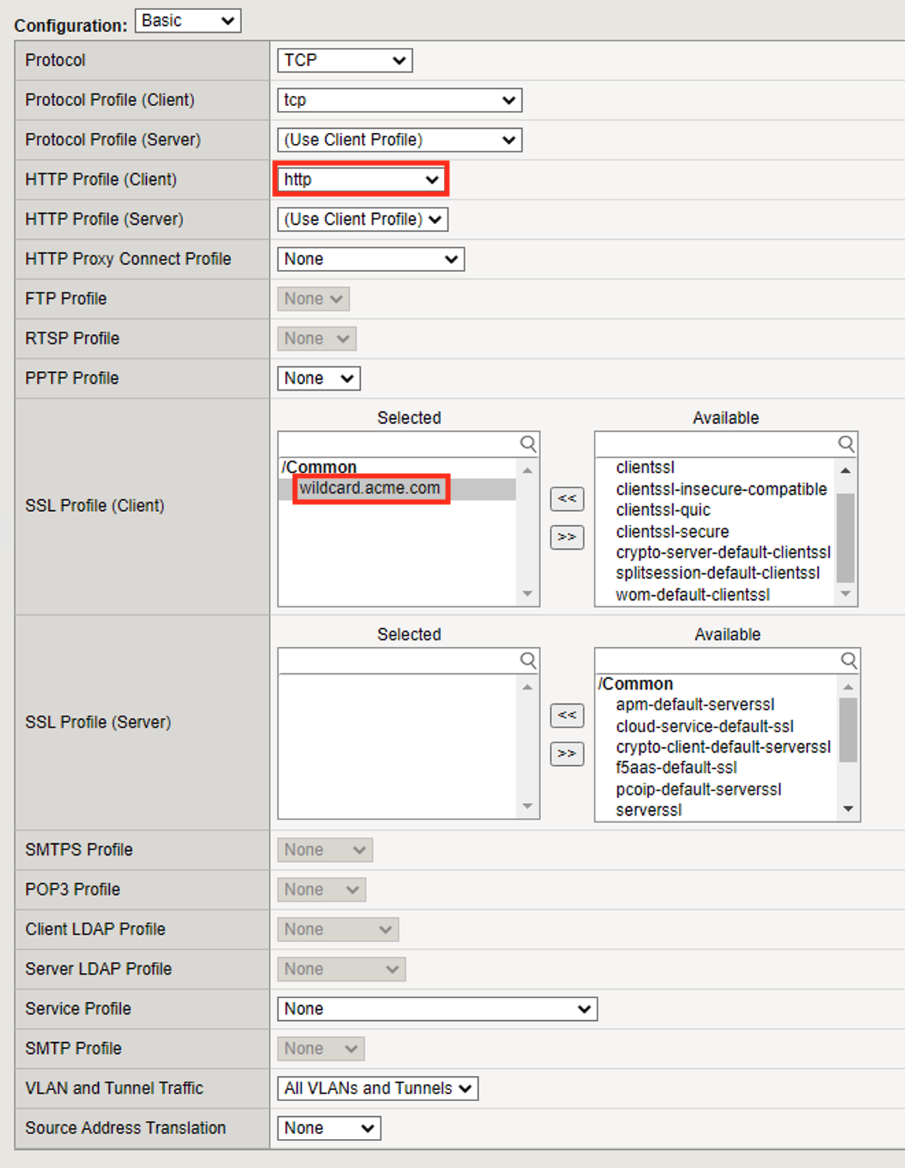 Configuration: Basic
Protocol TCP
Protocol Profile (Client) tcp
Protocol Profile (Server) (Use Client Profile)
HTTP Profile (Client) http
HTTP Profile (Server) (Use Client Profile)
HTTP Proxy Connect Profile None
FTP Profile None
RTSP Profile None
PPTP Profile None
SSL Profile (Client)
Selected
/Common
wildcard.acme.com
<<
>>
Available
clientssl
clientssl-insecure-compatible
clientssl-quic
clientssl-secure
crypto-server-default-clientssl
splitsession-default-clientssl
wom-default-clientssl
SSL Profile (Server)
Selected
<<
>>
Available
/Common
apm-default-serverssl
cloud-service-default-ssl
crypto-client-default-serverssl
f5aas-default-ssl
pcoip-default-serverssl
serverssl
SMTPS Profile None
POP3 Profile None
Client LDAP Profile None
Server LDAP Profile None
Service Profile None
SMTP Profile None
VLAN and Tunnel Traffic All VLANs and Tunnels
Source Address Translation None